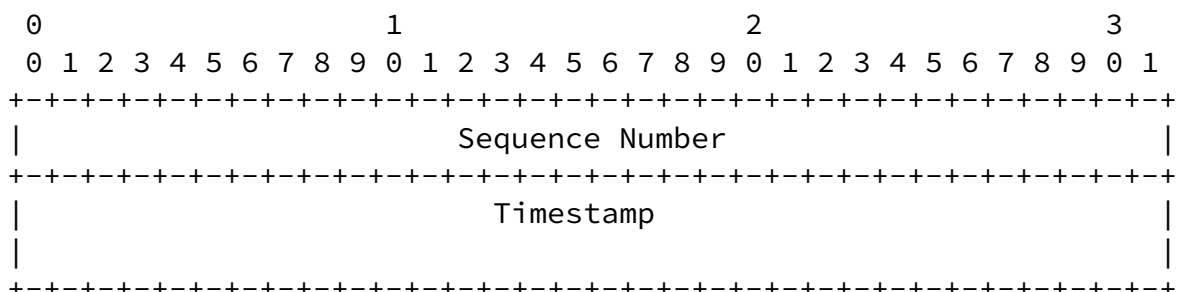 0                   1                   2                   3
0 1 2 3 4 5 6 7 8 9 0 1 2 3 4 5 6 7 8 9 0 1 2 3 4 5 6 7 8 9 0 1
+-+-+-+-+-+-+-+-+-+-+-+-+-+-+-+-+-+-+-+-+-+-+-+-+-+-+-+-+-+-+-+-+
|                        Sequence Number                        |
+-+-+-+-+-+-+-+-+-+-+-+-+-+-+-+-+-+-+-+-+-+-+-+-+-+-+-+-+-+-+-+-+
|                          Timestamp                            |
|                                                               |
+-+-+-+-+-+-+-+-+-+-+-+-+-+-+-+-+-+-+-+-+-+-+-+-+-+-+-+-+-+-+-+-+